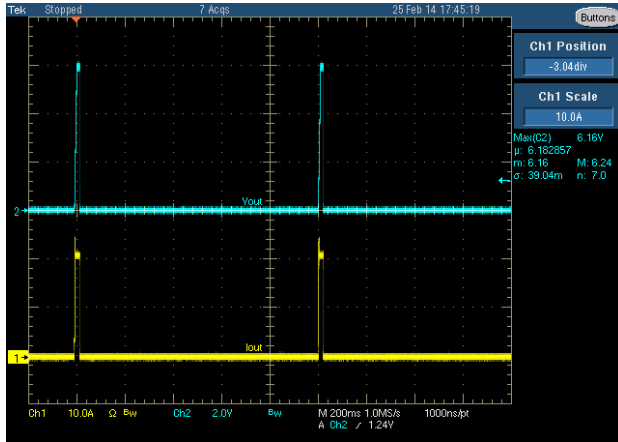 Tek Stopped 7 Acqs 25 Feb 14 17:45:19
Buttons
Ch1 Position
-3.04div
Ch1 Scale
10.0A
Max(C2) 6.16V
µ: 6.182857
m: 6.16 M: 6.24
σ: 39.04m n: 7.0
Vout
2
Iout
1
Ch1 10.0A Ω Bw Ch2 2.0V Bw M 200ms 1.0MS/s 1000ns/pt
A Ch2 ∕ 1.24V